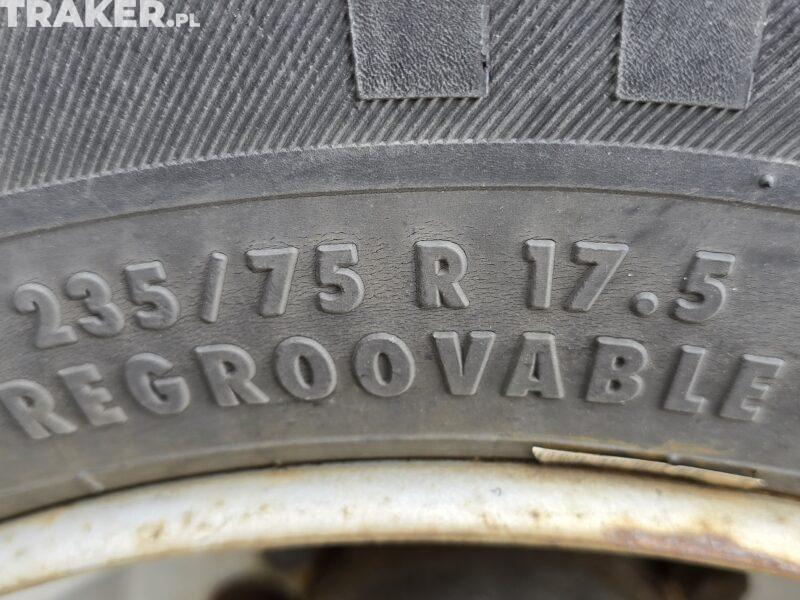 TRAKER.PL
235/75 R 17.5
REGROOVABLE